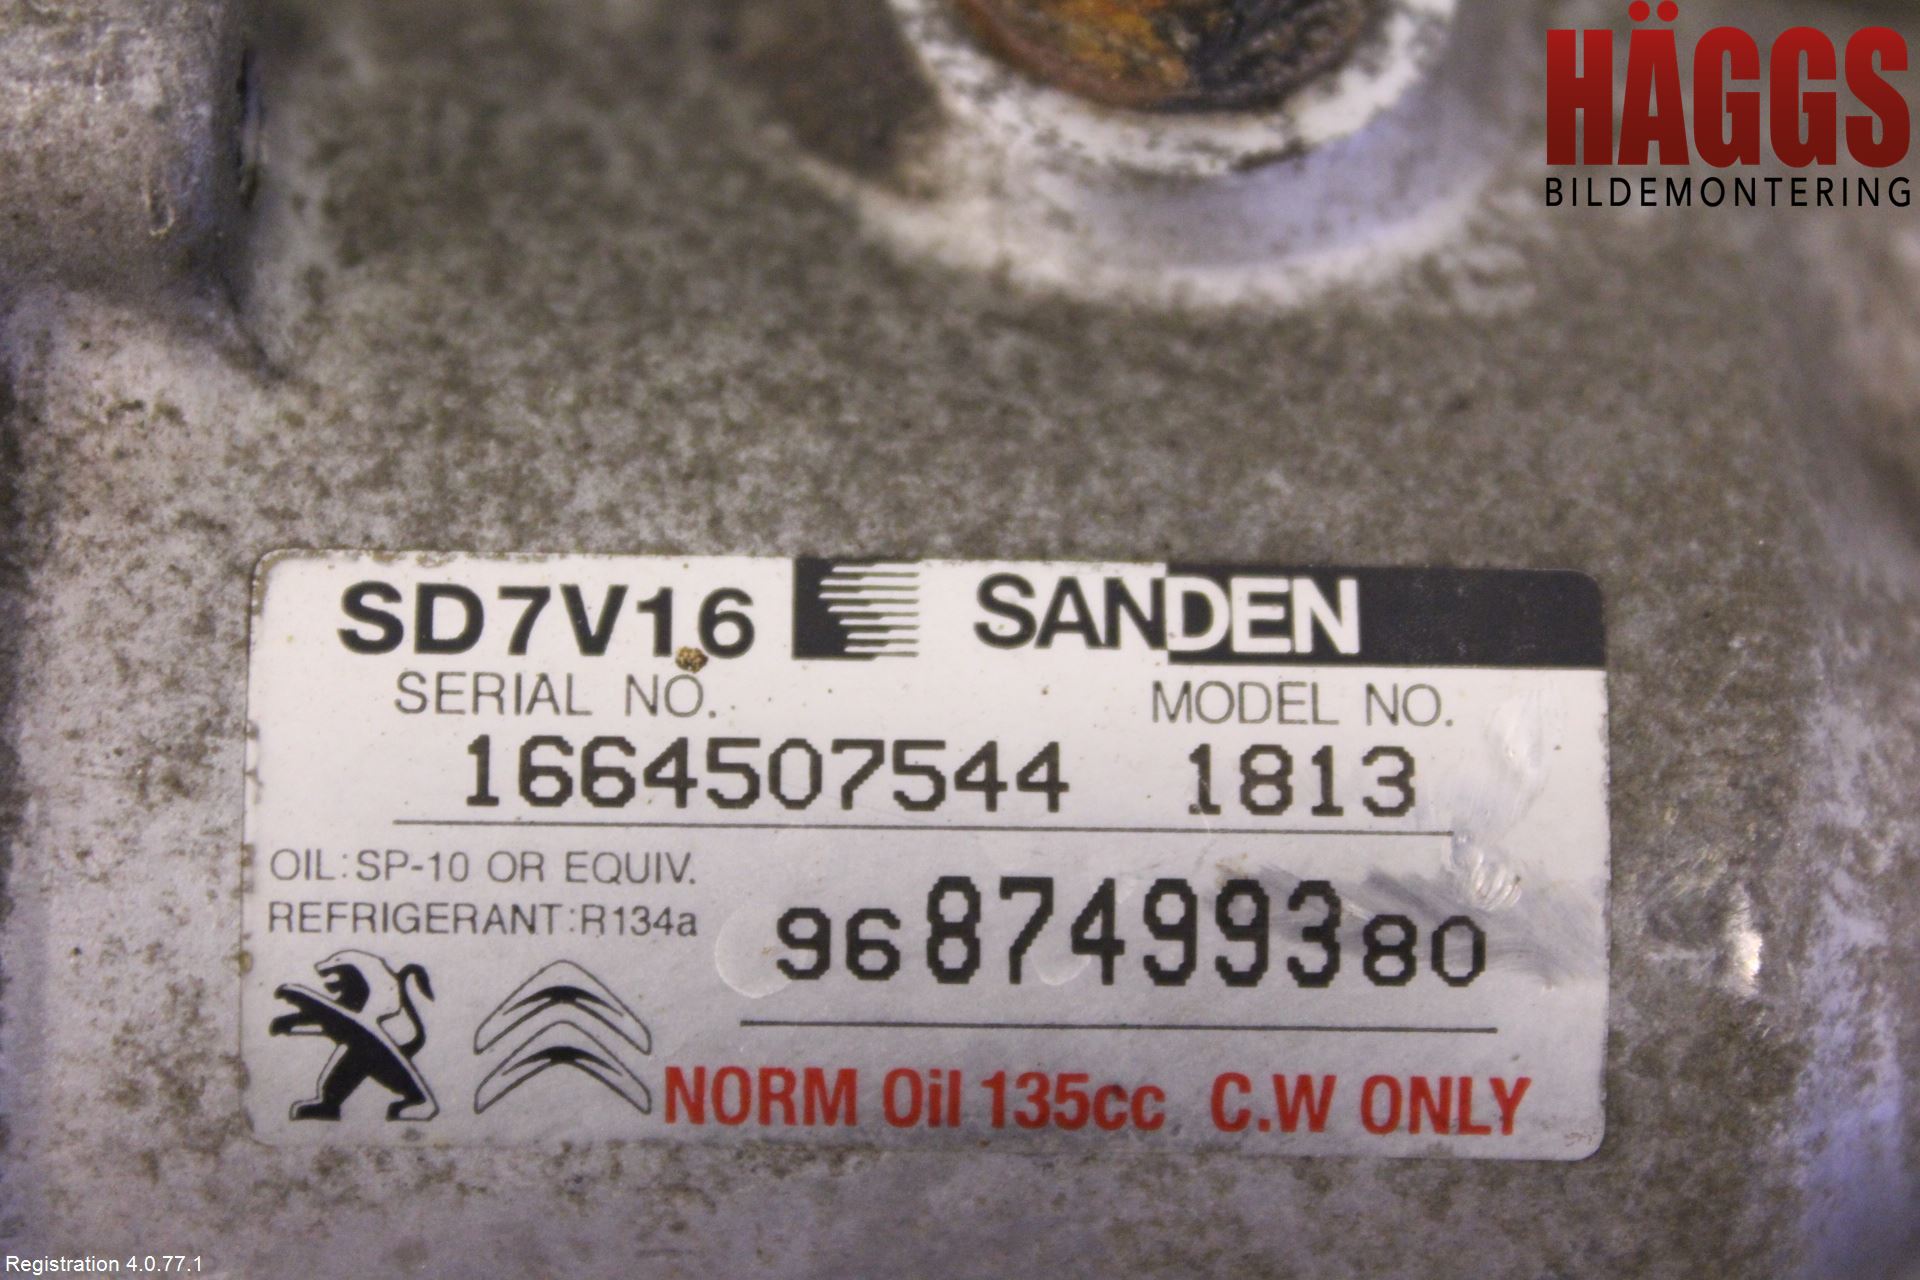 HÄGGS
BILDEMONTERING
SD7V16 SANDEN
SERIAL NO. MODEL NO.
1664507544 1813
OIL:SP-10 OR EQUIV.
REFRIGERANT:R134a
9687499380
NORM Oil 135cc C.W ONLY
Registration 4.0.77.1